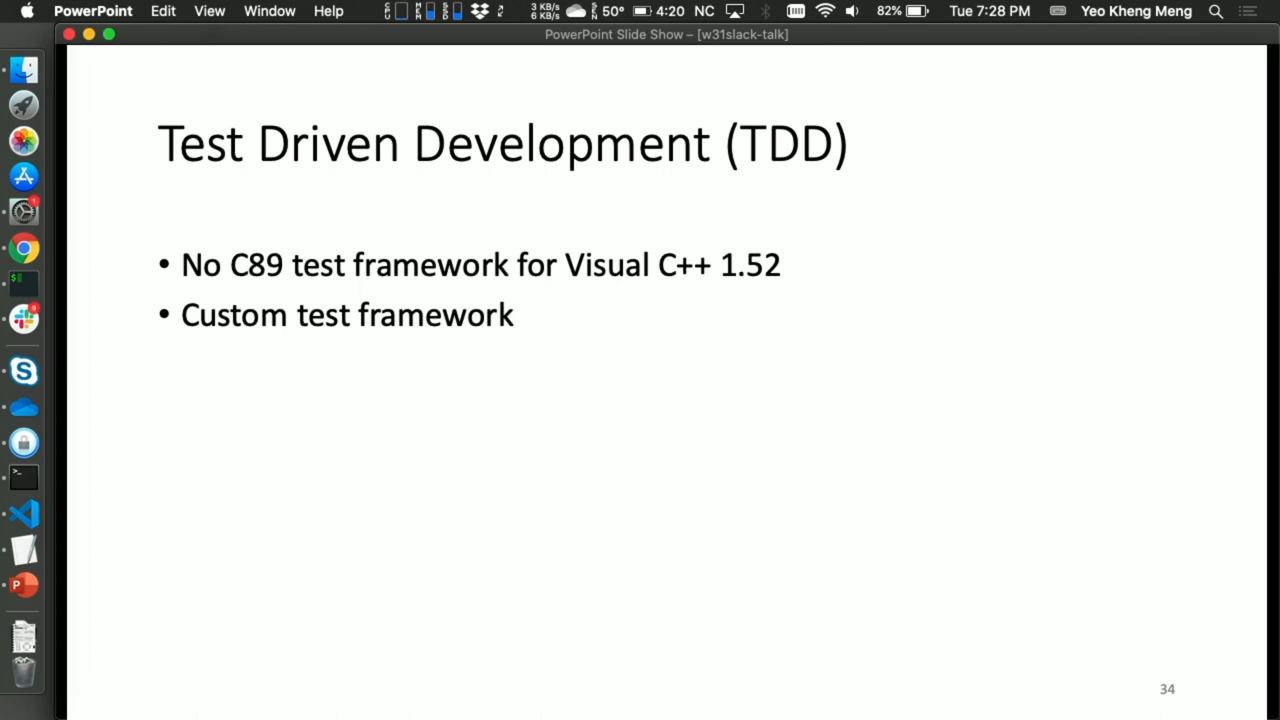 PowerPoint Edit View Window Help 3 KB/s 6 KB/s 50° 4:20 NC 82% Tue 7:28 PM Yeo Kheng Meng
PowerPoint Slide Show – [w31slack-talk]
Test Driven Development (TDD)
• No C89 test framework for Visual C++ 1.52
• Custom test framework
34